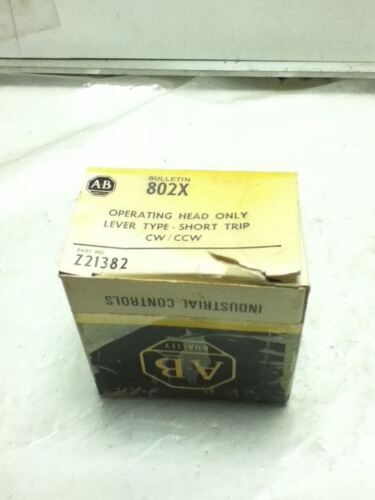 AB
BULLETIN
802X
OPERATING HEAD ONLY
LEVER TYPE - SHORT TRIP
CW/CCW
PART NO.
Z21382
INDUSTRIAL CONTROLS
AB
QUALITY